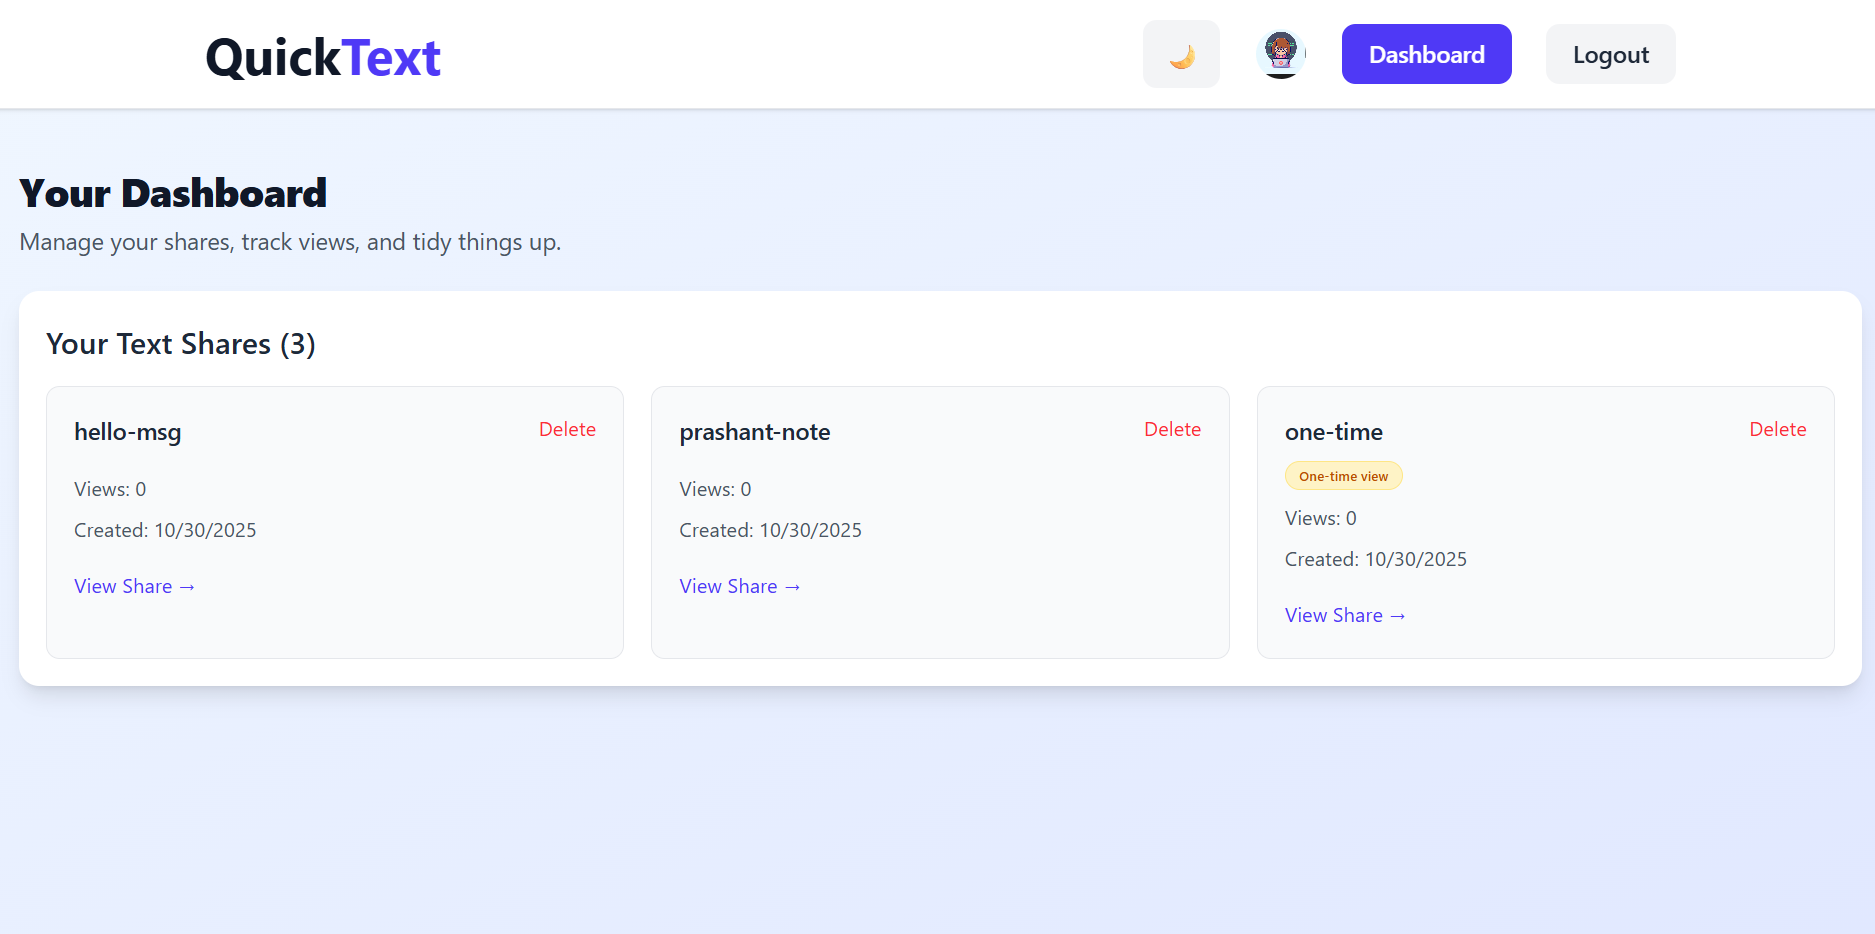 QuickText
🌙
Dashboard
Logout
Your Dashboard
Manage your shares, track views, and tidy things up.
Your Text Shares (3)
hello-msg
Delete
Views: 0
Created: 10/30/2025
View Share →
prashant-note
Delete
Views: 0
Created: 10/30/2025
View Share →
one-time
Delete
One-time view
Views: 0
Created: 10/30/2025
View Share →